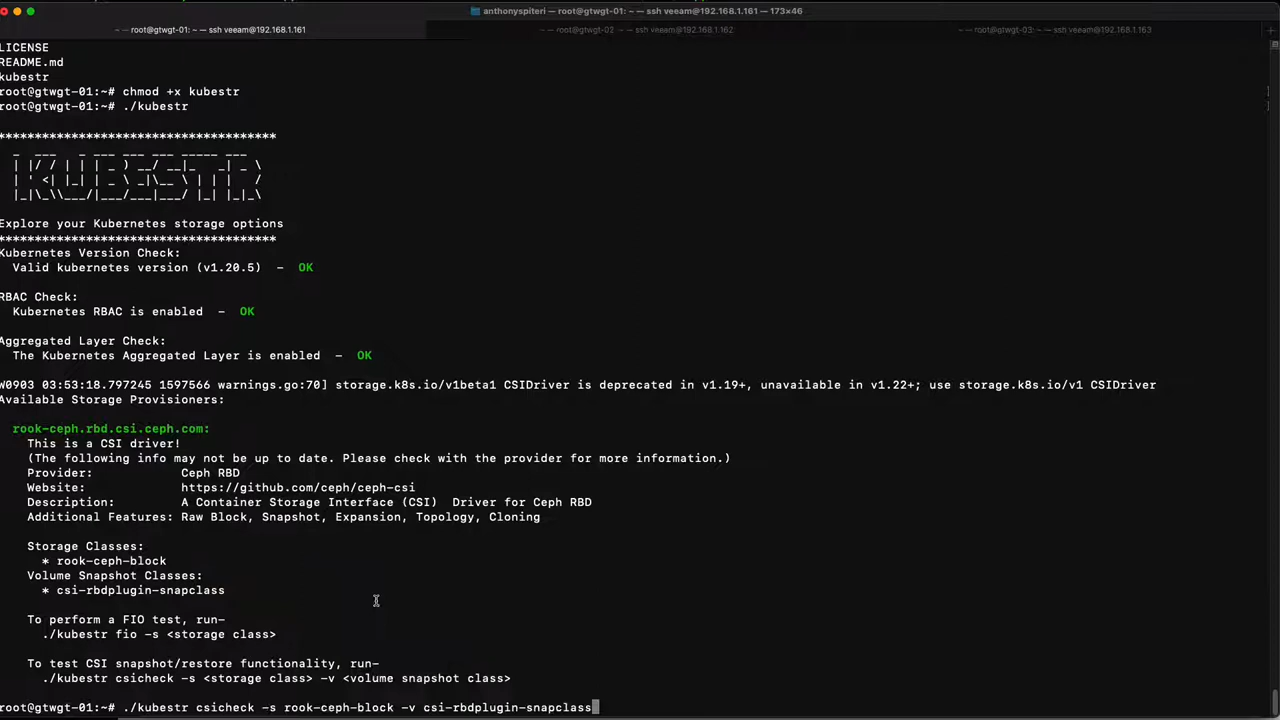 anthonyspiteri — root@gtwgt-01: ~ — ssh veeam@192.168.1.161 — 173×46
~ — root@gtwgt-01: ~ — ssh veeam@192.168.1.161
~ — root@gtwgt-02: ~ — ssh veeam@192.168.1.162
~ — root@gtwgt-03: ~ — ssh veeam@192.168.1.163
LICENSE
README.md
kubestr
root@gtwgt-01:~# chmod +x kubestr
root@gtwgt-01:~# ./kubestr
**************************************
KUBESTR
Explore your Kubernetes storage options
**************************************
Kubernetes Version Check:
Valid kubernetes version (v1.20.5)  -  OK
RBAC Check:
Kubernetes RBAC is enabled  -  OK
Aggregated Layer Check:
The Kubernetes Aggregated Layer is enabled  -  OK
W0903 03:53:18.797245 1597566 warnings.go:70] storage.k8s.io/v1beta1 CSIDriver is deprecated in v1.19+, unavailable in v1.22+; use storage.k8s.io/v1 CSIDriver
Available Storage Provisioners:
rook-ceph.rbd.csi.ceph.com:
This is a CSI driver!
(The following info may not be up to date. Please check with the provider for more information.)
Provider:            Ceph RBD
Website:             https://github.com/ceph/ceph-csi
Description:         A Container Storage Interface (CSI)  Driver for Ceph RBD
Additional Features: Raw Block, Snapshot, Expansion, Topology, Cloning
Storage Classes:
* rook-ceph-block
Volume Snapshot Classes:
* csi-rbdplugin-snapclass
To perform a FIO test, run-
./kubestr fio -s <storage class>
To test CSI snapshot/restore functionality, run-
./kubestr csicheck -s <storage class> -v <volume snapshot class>
root@gtwgt-01:~# ./kubestr csicheck -s rook-ceph-block -v csi-rbdplugin-snapclass